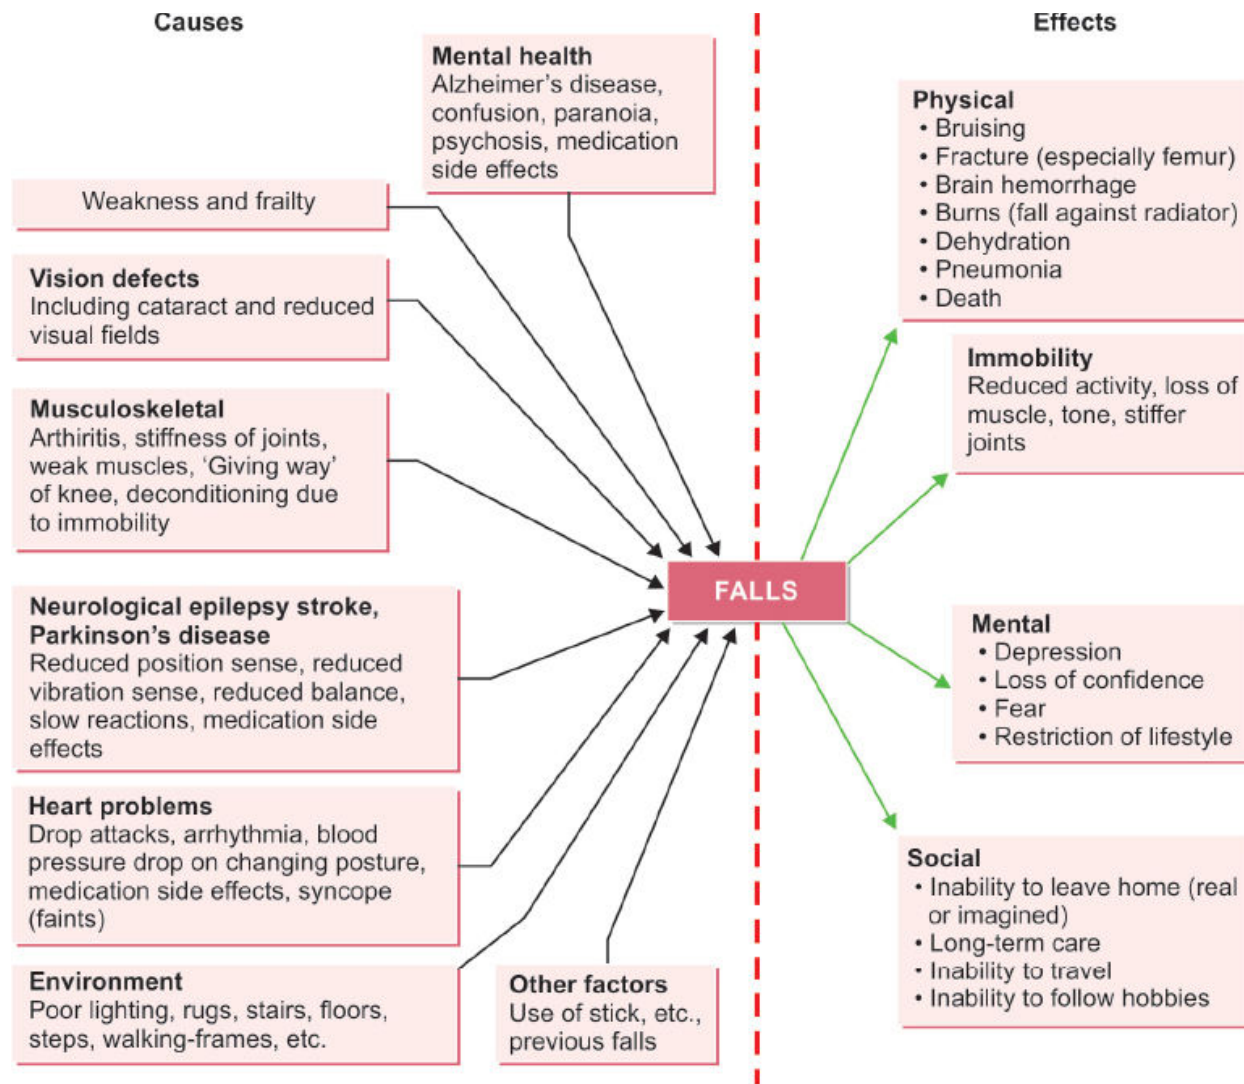 Causes
Mental health
Alzheimer's disease,
confusion, paranoia,
psychosis, medication
side effects
Weakness and frailty
Vision defects
Including cataract and reduced
visual fields
Musculoskeletal
Arthiritis, stiffness of joints,
weak muscles, ‘Giving way’
of knee, deconditioning due
to immobility
Neurological epilepsy stroke,
Parkinson's disease
Reduced position sense, reduced
vibration sense, reduced balance,
slow reactions, medication side
effects
Heart problems
Drop attacks, arrhythmia, blood
pressure drop on changing posture,
medication side effects, syncope
(faints)
Environment
Poor lighting, rugs, stairs, floors,
steps, walking-frames, etc.
Other factors
Use of stick, etc.,
previous falls
FALLS
Effects
Physical
• Bruising
• Fracture (especially femur)
• Brain hemorrhage
• Burns (fall against radiator)
• Dehydration
• Pneumonia
• Death
Immobility
Reduced activity, loss of
muscle, tone, stiffer
joints
Mental
• Depression
• Loss of confidence
• Fear
• Restriction of lifestyle
Social
• Inability to leave home (real
or imagined)
• Long-term care
• Inability to travel
• Inability to follow hobbies